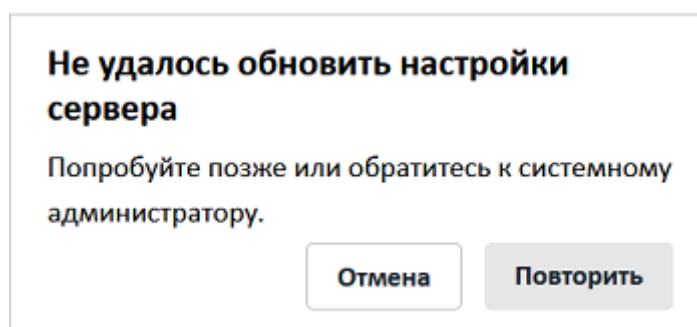 Не удалось обновить настройки
сервера
Попробуйте позже или обратитесь к системному
администратору.
Отмена
Повторить